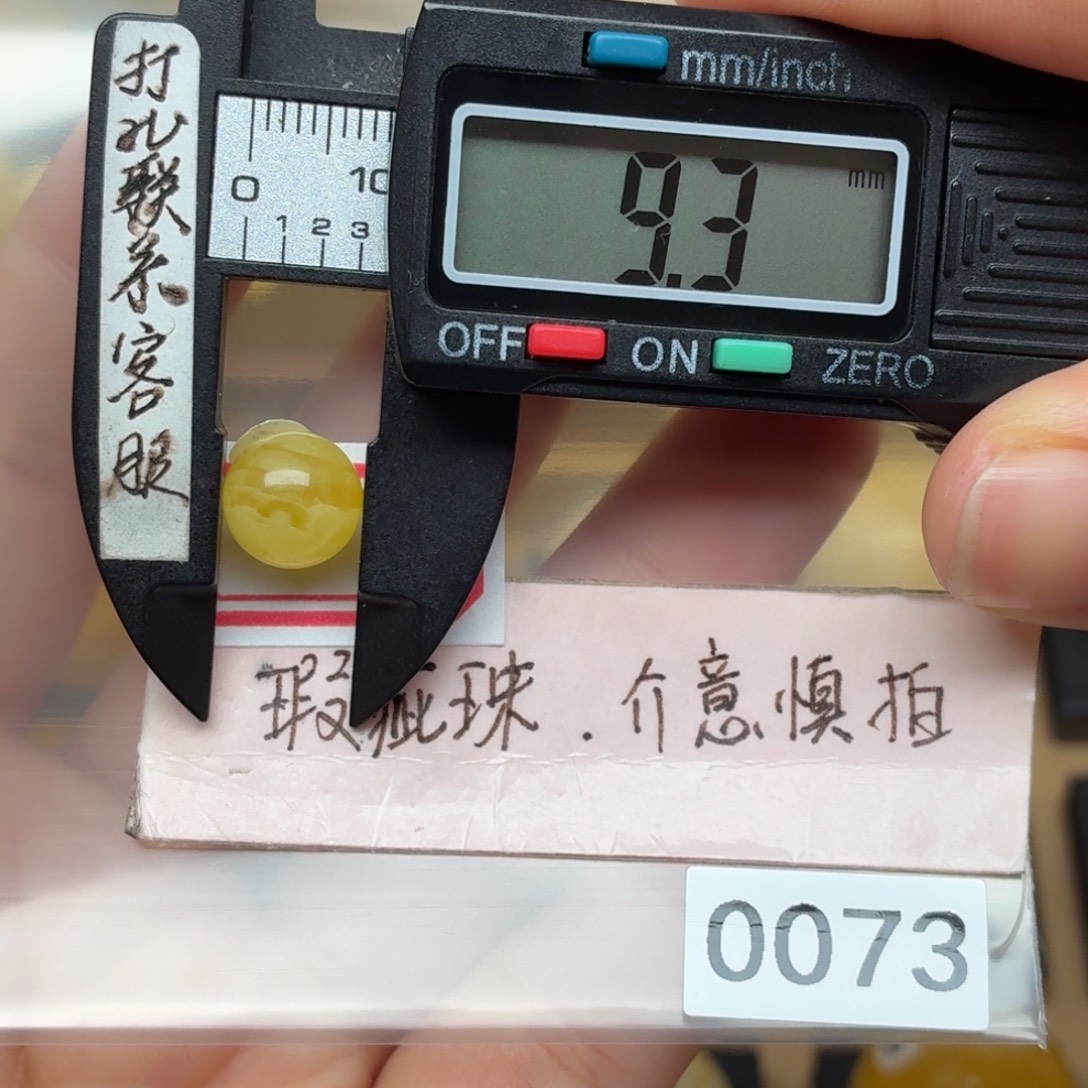 打孔联系客服
mm/inch
0 10
1 2 3
9.3 mm
OFF ON ZERO
瑕疵珠.介意慎拍
0073